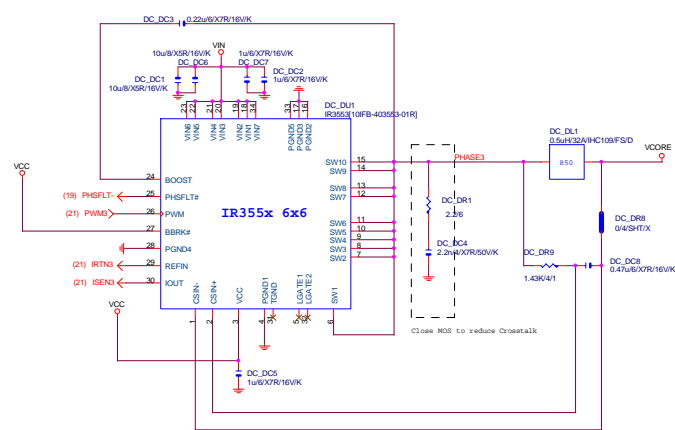 DC_DC3
0.22u/6/X7R/16V/K
10u/8/X5R/16V/K
DC_DC6
VIN
1u/6/X7R/16V/K
DC_DC7
DC_DC1
10u/8/X5R/16V/K
DC_DC2
1u/6/X7R/16V/K
DC_DU1
IR3553[10IFB-403553-01R]
23 22 21 20 19 18 34 33 17 16
VIN6 VIN5 VIN4 VIN3 VIN2 VIN1 VIN7 PGND5 PGND3 PGND2
VCC
24 BOOST
(19) PHSFLT- 25 PHSFLT#
(21) PWM3 26 PWM
27 BBRK#
28 PGND4
(21) IRTN3 29 REFIN
(21) ISEN3 30 IOUT
IR355x 6x6
SW10 15
SW9 14
SW8 13
SW7 12
SW6 11
SW5 10
SW4 9
SW3 8
SW2 7
CSIN- CSIN+ VCC PGND1 TGND LGATE1 LGATE2 SW1
1 2 3 4 31 5 32 6
PHASE3
DC_DR1
2.2/6
DC_DC4
2.2n/4/X7R/50V/K
Close MOS to reduce Crosstalk
DC_DL1
0.5uH/32A/IHC109/FS/D
R50
VCORE
DC_DR8
0/4/SHT/X
DC_DR9
1.43K/4/1
DC_DC8
0.47u/6/X7R/16V/K
VCC
DC_DC5
1u/6/X7R/16V/K